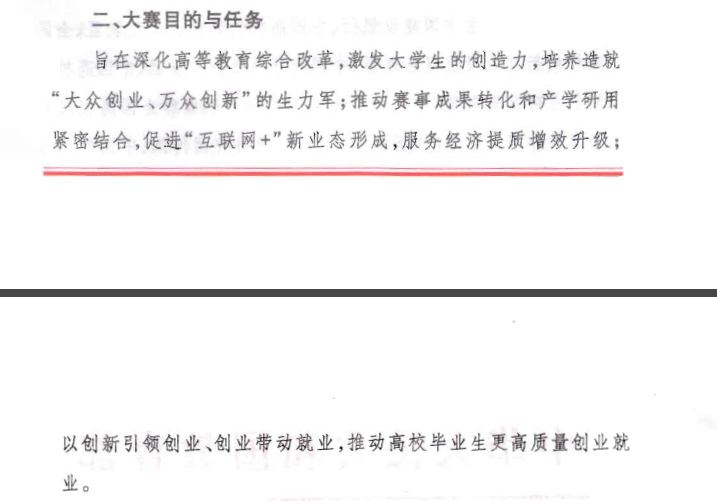 二、大赛目的与任务
旨在深化高等教育综合改革,激发大学生的创造力,培养造就
“大众创业、万众创新”的生力军;推动赛事成果转化和产学研用
紧密结合,促进“互联网+”新业态形成,服务经济提质增效升级;
以创新引领创业、创业带动就业,推动高校毕业生更高质量创业就
业。